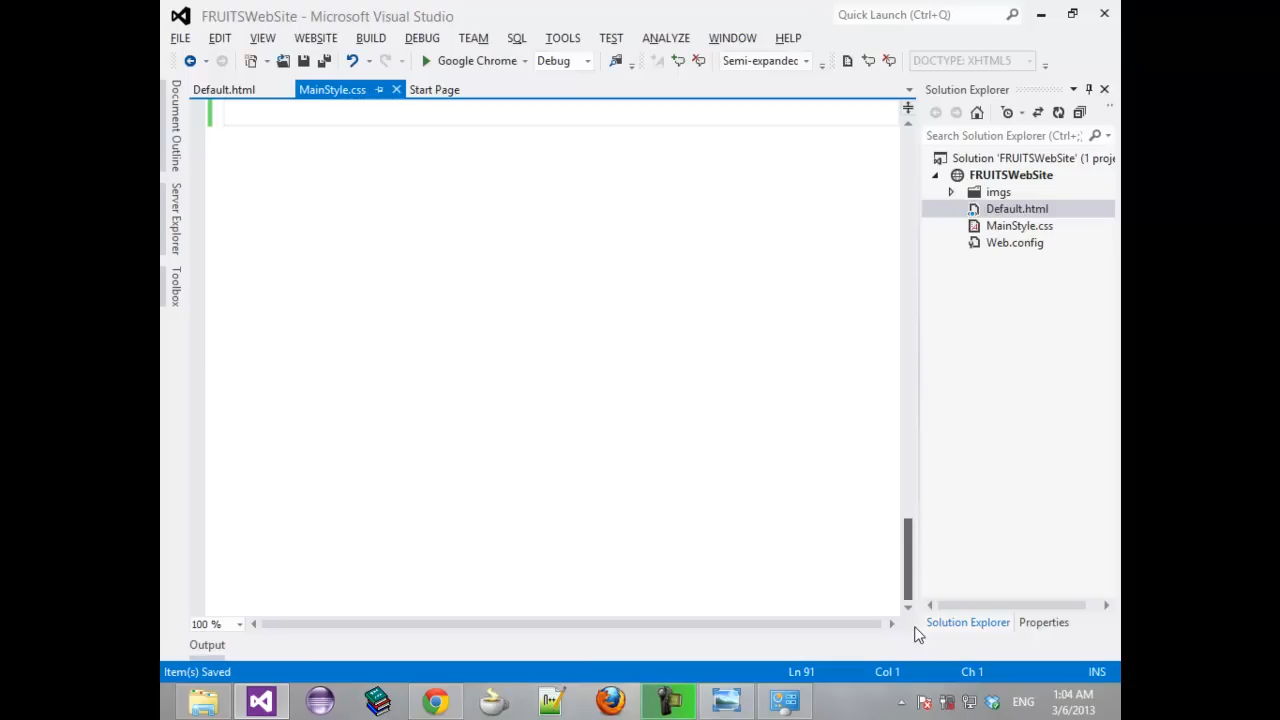 FRUITSWebSite - Microsoft Visual Studio
Quick Launch (Ctrl+Q)
FILE EDIT VIEW WEBSITE BUILD DEBUG TEAM SQL TOOLS TEST ANALYZE WINDOW HELP
Google Chrome Debug Semi-expanded DOCTYPE: XHTML5
Default.html MainStyle.css Start Page
Document Outline
Server Explorer
Toolbox
Solution Explorer
Search Solution Explorer (Ctrl+;)
Solution 'FRUITSWebSite' (1 proje
FRUITSWebSite
imgs
Default.html
MainStyle.css
Web.config
100 %
Solution Explorer Properties
Output
Item(s) Saved Ln 91 Col 1 Ch 1 INS
ENG
1:04 AM
3/6/2013